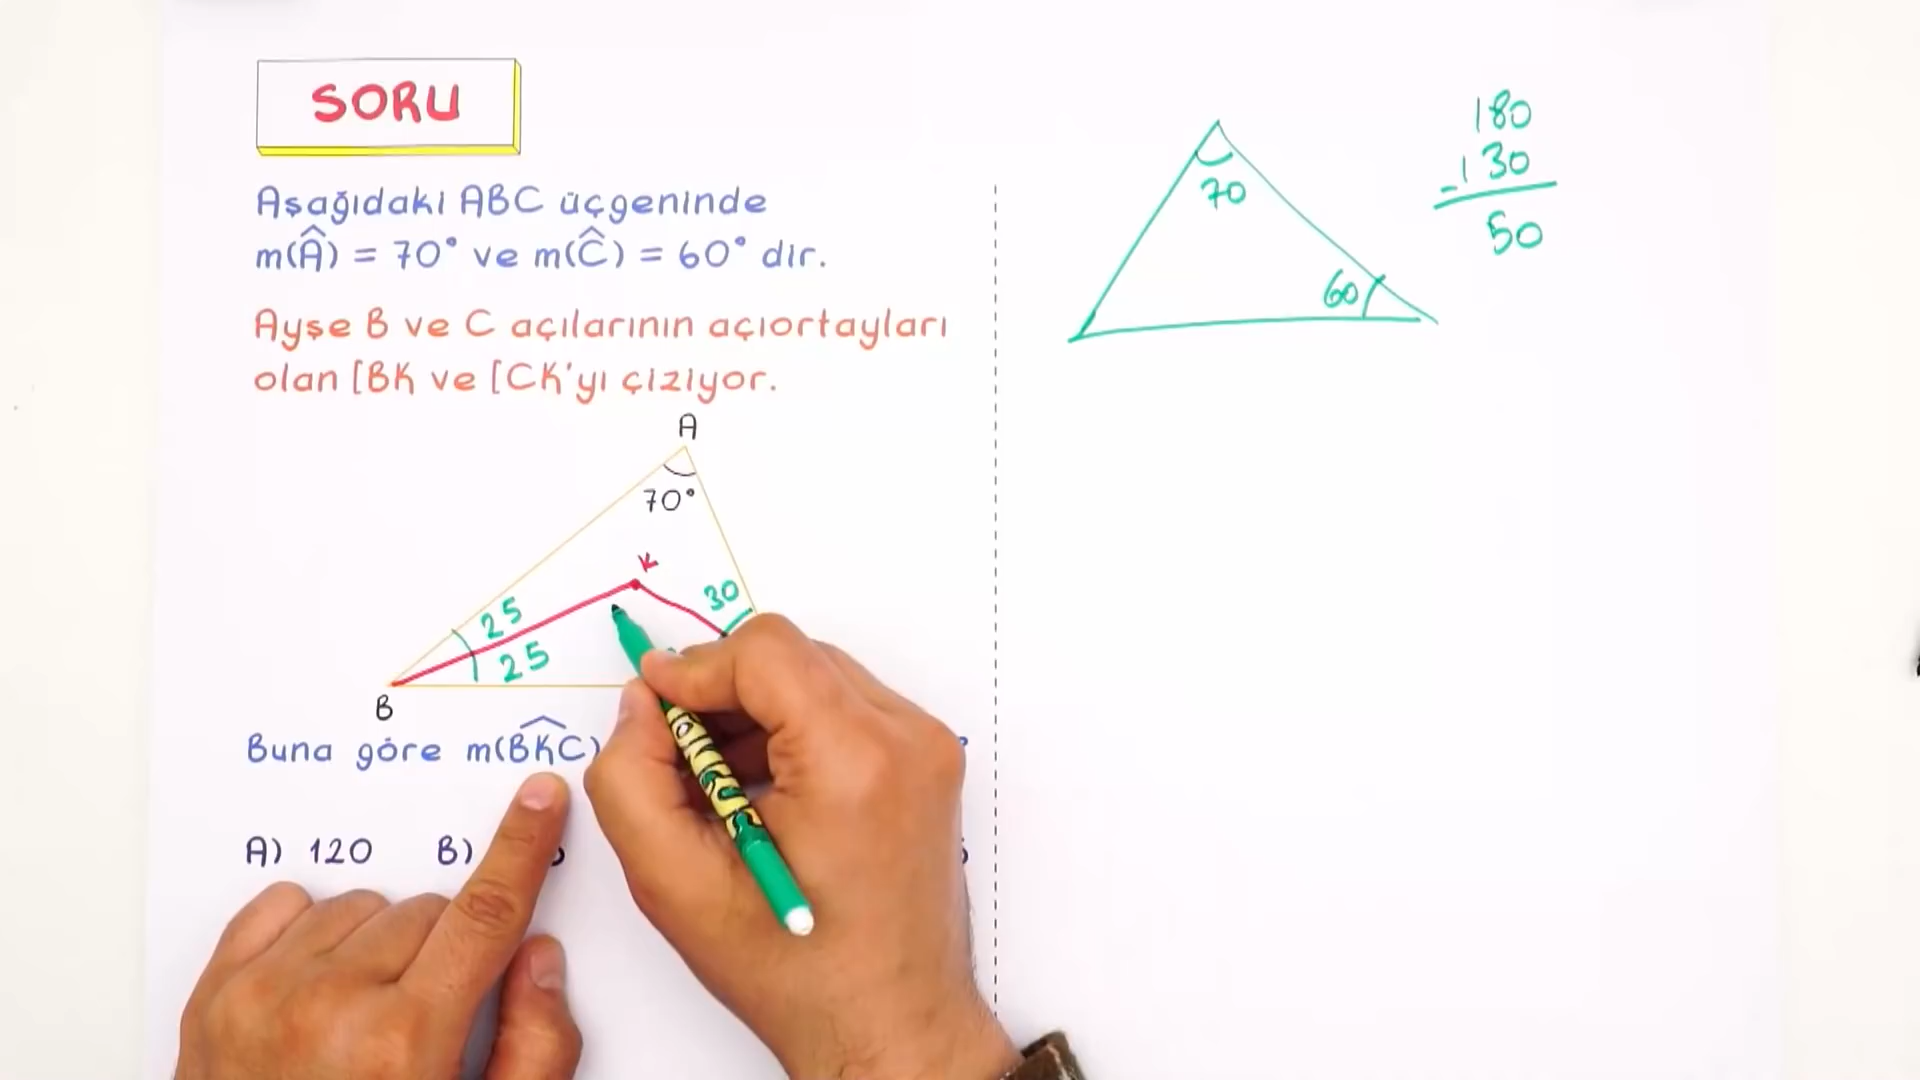 SORU
Aşağıdaki ABC üçgeninde
m(Â) = 70° ve m(Ĉ) = 60° dir.
Ayşe B ve C açılarının açıortayları
olan [BK ve [CK'yı çiziyor.
A
70°
K
30
25
25
B
Buna göre m(BKC)
A) 120 B)
180
-130
50
70
60